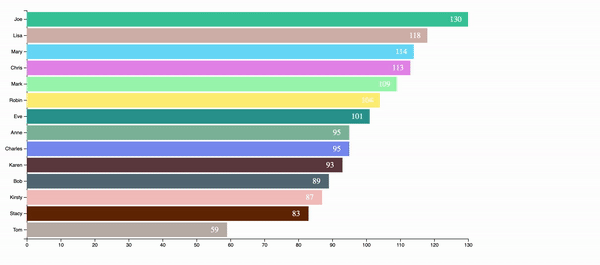 Joe 130
Lisa 118
Mary 114
Chris 113
Mark 109
Robin 104
Eve 101
Anne 95
Charles 95
Karen 93
Bob 89
Kirsty 87
Stacy 83
Tom 59
0 10 20 30 40 50 60 70 80 90 100 110 120 130